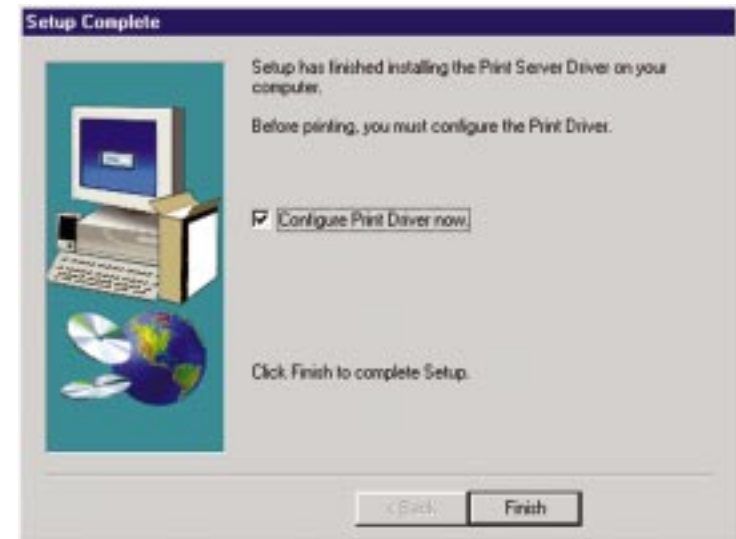 Setup Complete
Setup has finished installing the Print Server Driver on your
computer.
Before printing, you must configure the Print Driver.
Configure Print Driver now.
Click Finish to complete Setup.
< Back
Finish